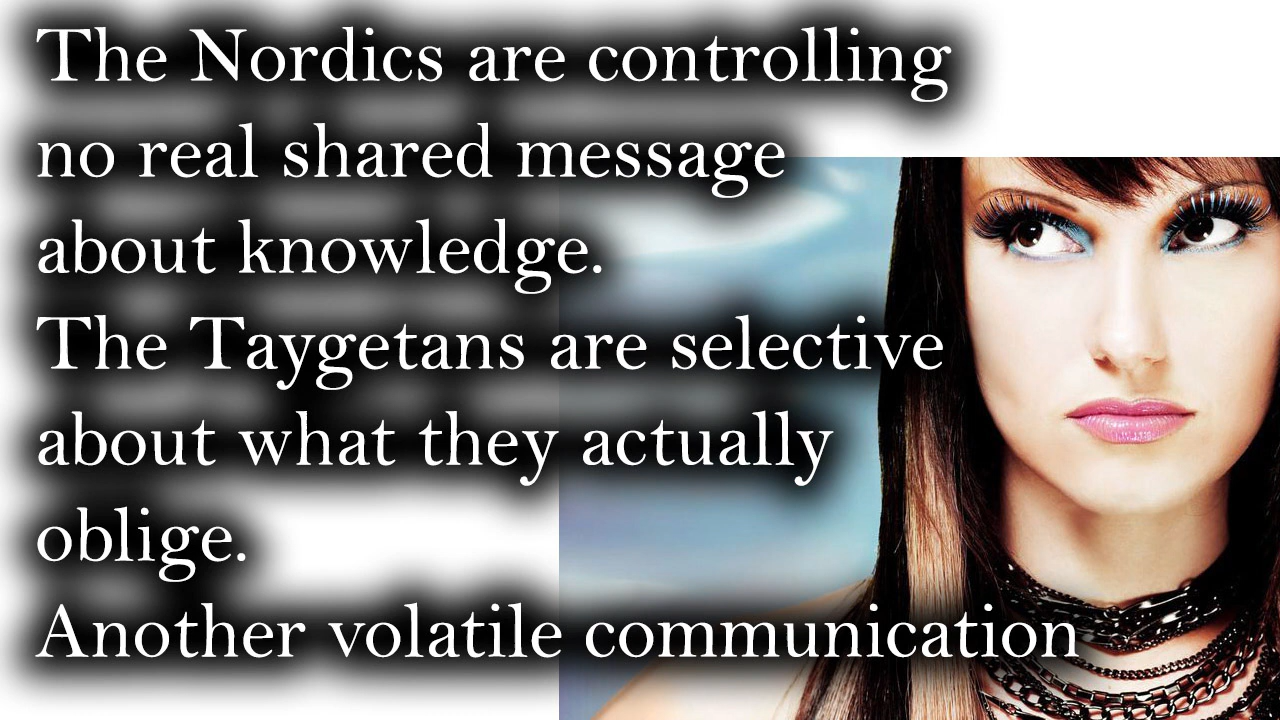 The Nordics are controlling
no real shared message
about knowledge.
The Taygetans are selective
about what they actually
oblige.
Another volatile communication